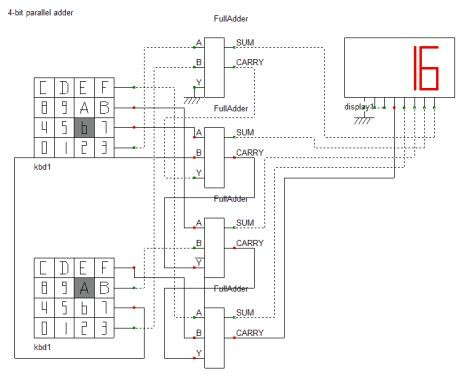 4-bit parallel adder
FullAdder
A SUM
B CARRY
Y
FullAdder
A SUM
B CARRY
Y
FullAdder
A SUM
B CARRY
Y
FullAdder
A SUM
B CARRY
Y
C D E F
8 9 A B
4 5 b 7
0 1 2 3
kbd1
C D E F
8 9 A B
4 5 b 7
0 1 2 3
kbd1
16
display1